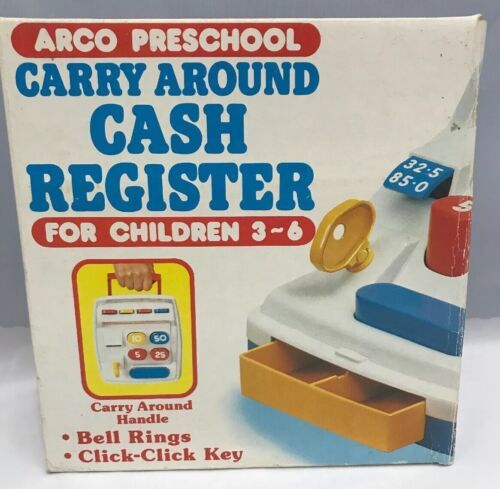 ARCO PRESCHOOL
CARRY AROUND
CASH
REGISTER
FOR CHILDREN 3~6
32·5
85·0
5
10 50
5 25
Carry Around
Handle
• Bell Rings
• Click-Click Key